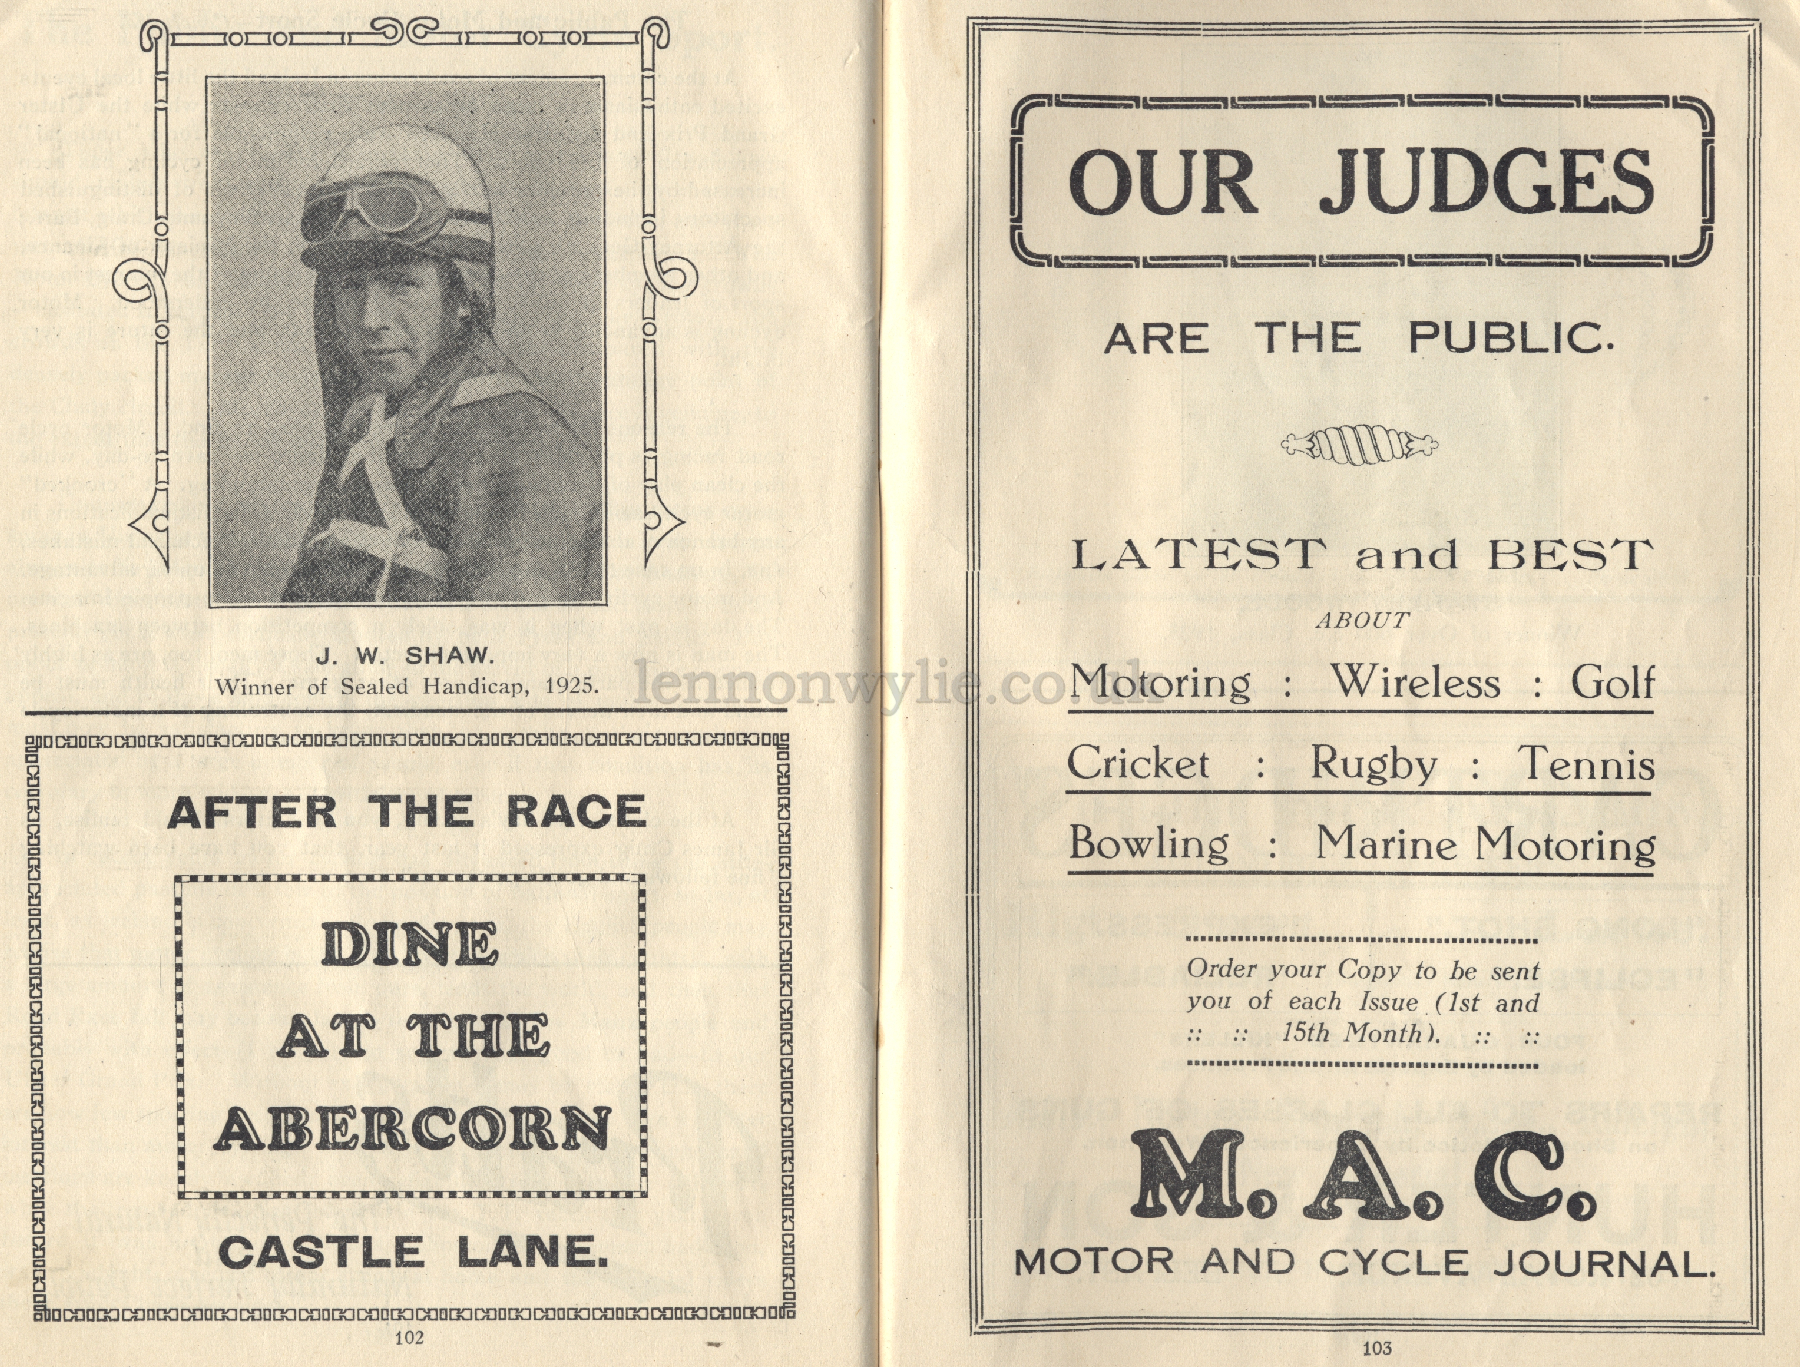 J. W. SHAW.
Winner of Sealed Handicap, 1925.
AFTER THE RACE
DINE
AT THE
ABERCORN
CASTLE LANE.
102
OUR JUDGES
ARE THE PUBLIC.
LATEST and BEST
ABOUT
Motoring : Wireless : Golf
Cricket : Rugby : Tennis
Bowling : Marine Motoring
Order your Copy to be sent
you of each Issue (1st and
:: :: 15th Month). :: ::
M. A. C.
MOTOR AND CYCLE JOURNAL.
103
lennonwylie.co.uk